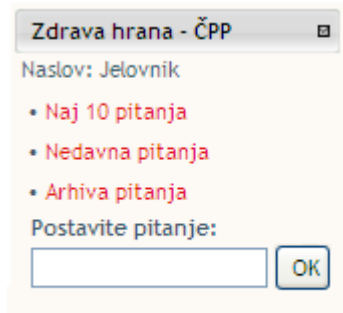 Zdrava hrana - ČPP
Naslov: Jelovnik
• Naj 10 pitanja
• Nedavna pitanja
• Arhiva pitanja
Postavite pitanje:
OK